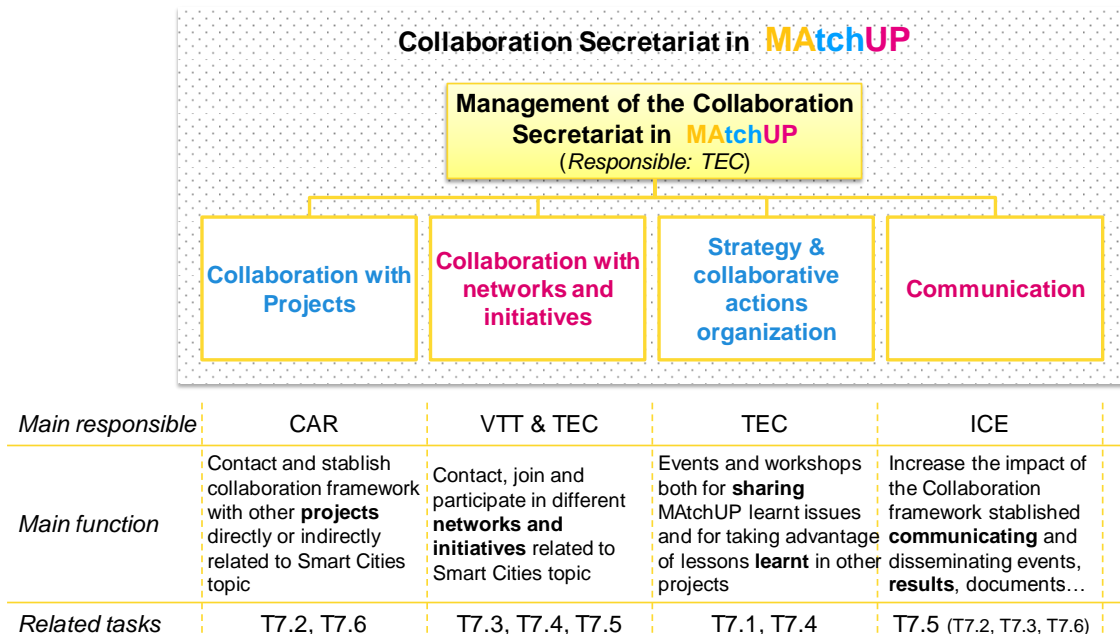 Collaboration Secretariat in MAtchUP
Management of the Collaboration
Secretariat in MAtchUP
(Responsible: TEC)
Collaboration with
Projects
Collaboration with
networks and
initiatives
Strategy &
collaborative
actions
organization
Communication
Main responsible
CAR
VTT & TEC
TEC
ICE
Main function
Contact and stablish
collaboration framework
with other projects
directly or indirectly
related to Smart Cities
topic
Contact, join and
participate in different
networks and
initiatives related to
Smart Cities topic
Events and workshops
both for sharing
MAtchUP learnt issues
and for taking advantage
of lessons learnt in other
projects
Increase the impact of
the Collaboration
framework stablished
communicating and
disseminating events,
results, documents…
Related tasks
T7.2, T7.6
T7.3, T7.4, T7.5
T7.1, T7.4
T7.5 (T7.2, T7.3, T7.6)